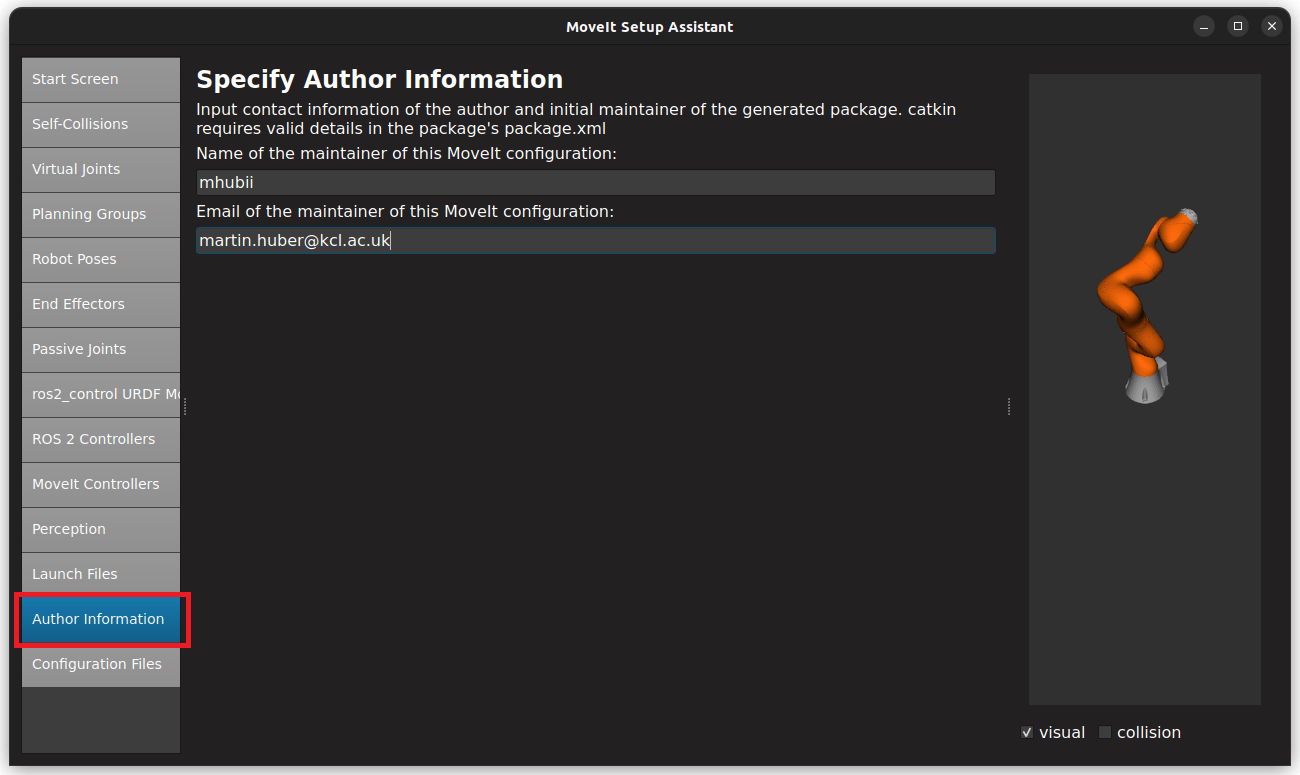 MoveIt Setup Assistant
Start Screen
Self-Collisions
Virtual Joints
Planning Groups
Robot Poses
End Effectors
Passive Joints
ros2_control URDF Mo
ROS 2 Controllers
MoveIt Controllers
Perception
Launch Files
Author Information
Configuration Files
Specify Author Information
Input contact information of the author and initial maintainer of the generated package. catkin
requires valid details in the package's package.xml
Name of the maintainer of this MoveIt configuration:
mhubii
Email of the maintainer of this MoveIt configuration:
martin.huber@kcl.ac.uk
visual
collision